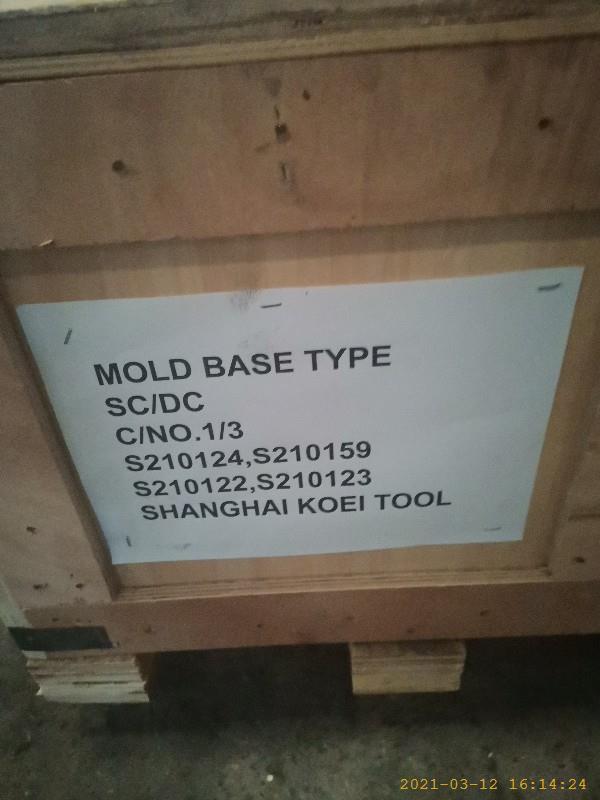 MOLD BASE TYPE
SC/DC
C/NO.1/3
S210124,S210159
S210122,S210123
SHANGHAI KOEI TOOL
2021-03-12 16:14:24